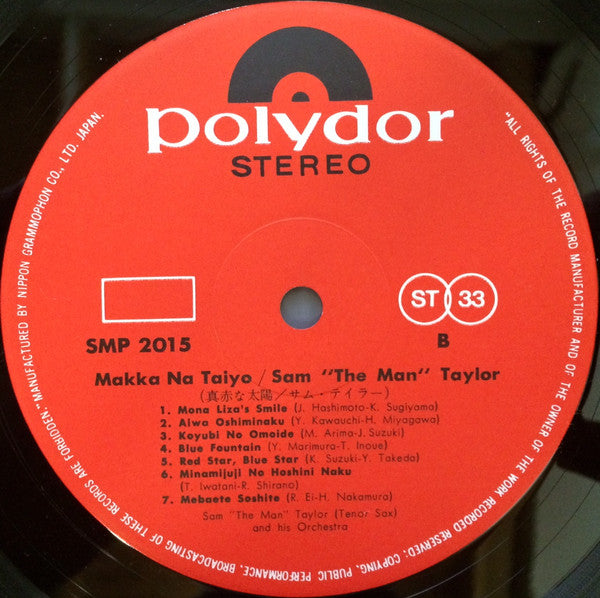 polydor
STEREO
ST 33
SMP 2015
B
Makka Na Taiyo / Sam "The Man" Taylor
(真赤な太陽/サム・テイラー)
1. Mona Liza's Smile (J. Hashimoto-K. Sugiyama)
2. Aiwa Oshiminaku (Y. Kawauchi-H. Miyagawa)
3. Koyubi No Omoide (M. Arima-J. Suzuki)
4. Blue Fountain (Y. Marimura-T. Inoue)
5. Red Star, Blue Star (K. Suzuki-Y. Takeda)
6. Minamijuji No Hoshini Naku
(T. Iwatani-R. Shirano)
7. Mebaete Soshite (R. Ei-H. Nakamura)
Sam "The Man" Taylor (Tenor Sax)
and his Orchestra
"ALL RIGHTS OF THE RECORD MANUFACTURER AND OF THE OWNER OF THE WORK RESERVED; COPYING, PUBLIC PERFORMANCE, BROADCASTING OF THESE RECORDS ARE FORBIDDEN." MANUFACTURED BY NIPPON GRAMMOPHON CO., LTD. JAPAN.